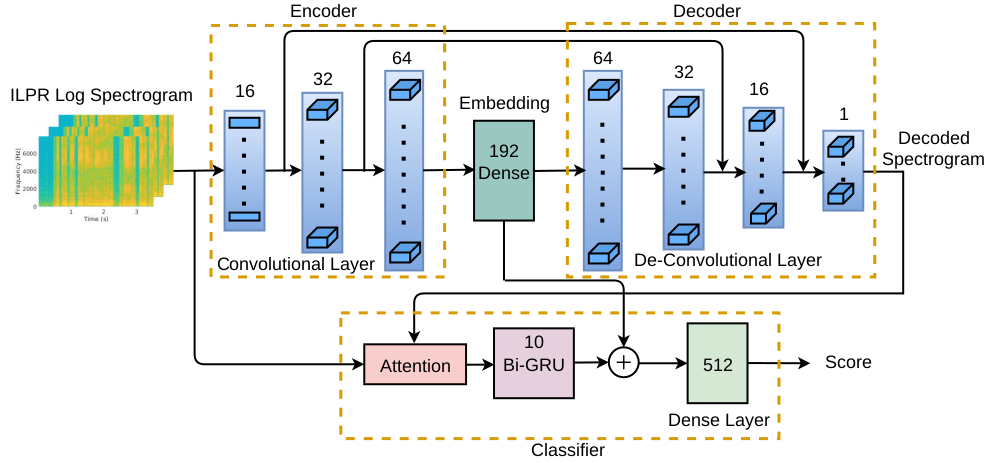 Encoder
Decoder
64
64
32
32
16
16
1
ILPR Log Spectrogram
Embedding
192
Dense
Decoded
Spectrogram
Frequency (Hz)
6000
4000
2000
0
1
2
3
Time (s)
Convolutional Layer
De-Convolutional Layer
Attention
10
Bi-GRU
+
512
Score
Dense Layer
Classifier